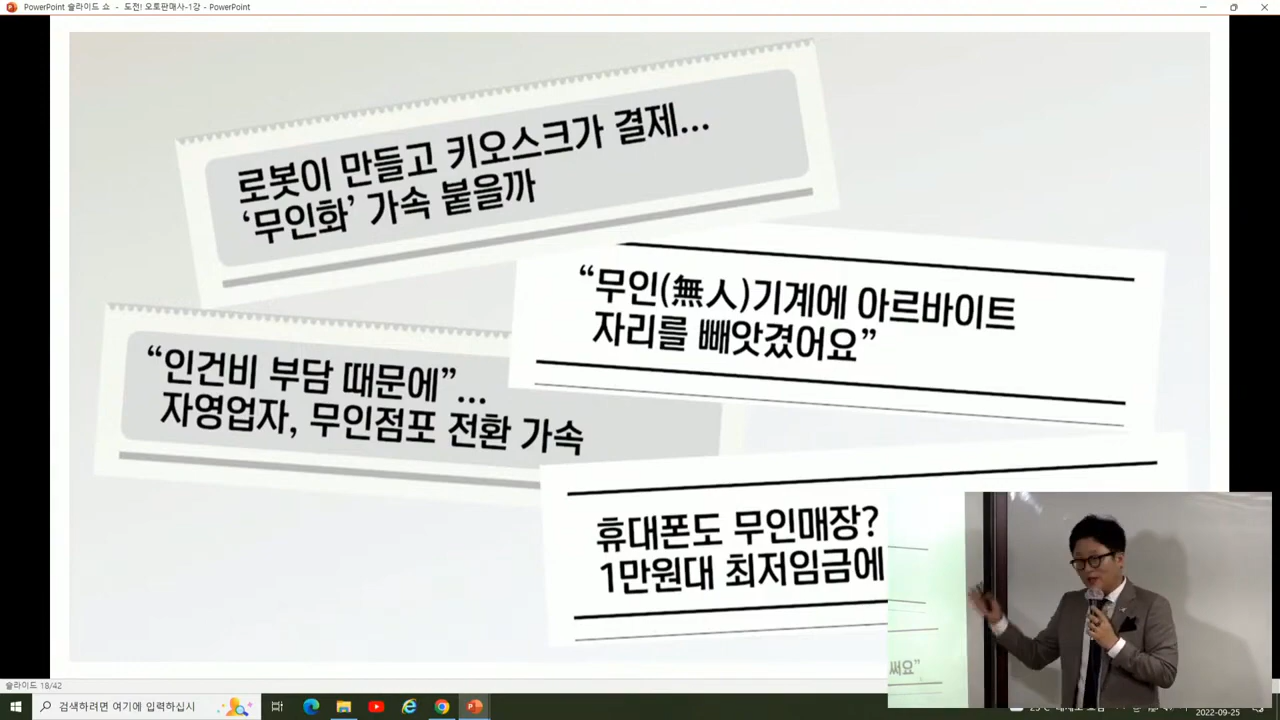 PowerPoint 슬라이드 쇼 - 도전! 오토판매사-1강 - PowerPoint
로봇이 만들고 키오스크가 결제...
‘무인화’ 가속 붙을까
“무인(無人)기계에 아르바이트
자리를 빼앗겼어요”
“인건비 부담 때문에”...
자영업자, 무인점포 전환 가속
휴대폰도 무인매장?
1만원대 최저임금에
써요”
슬라이드 18/42
검색하려면 여기에 입력하십시
2022-09-25